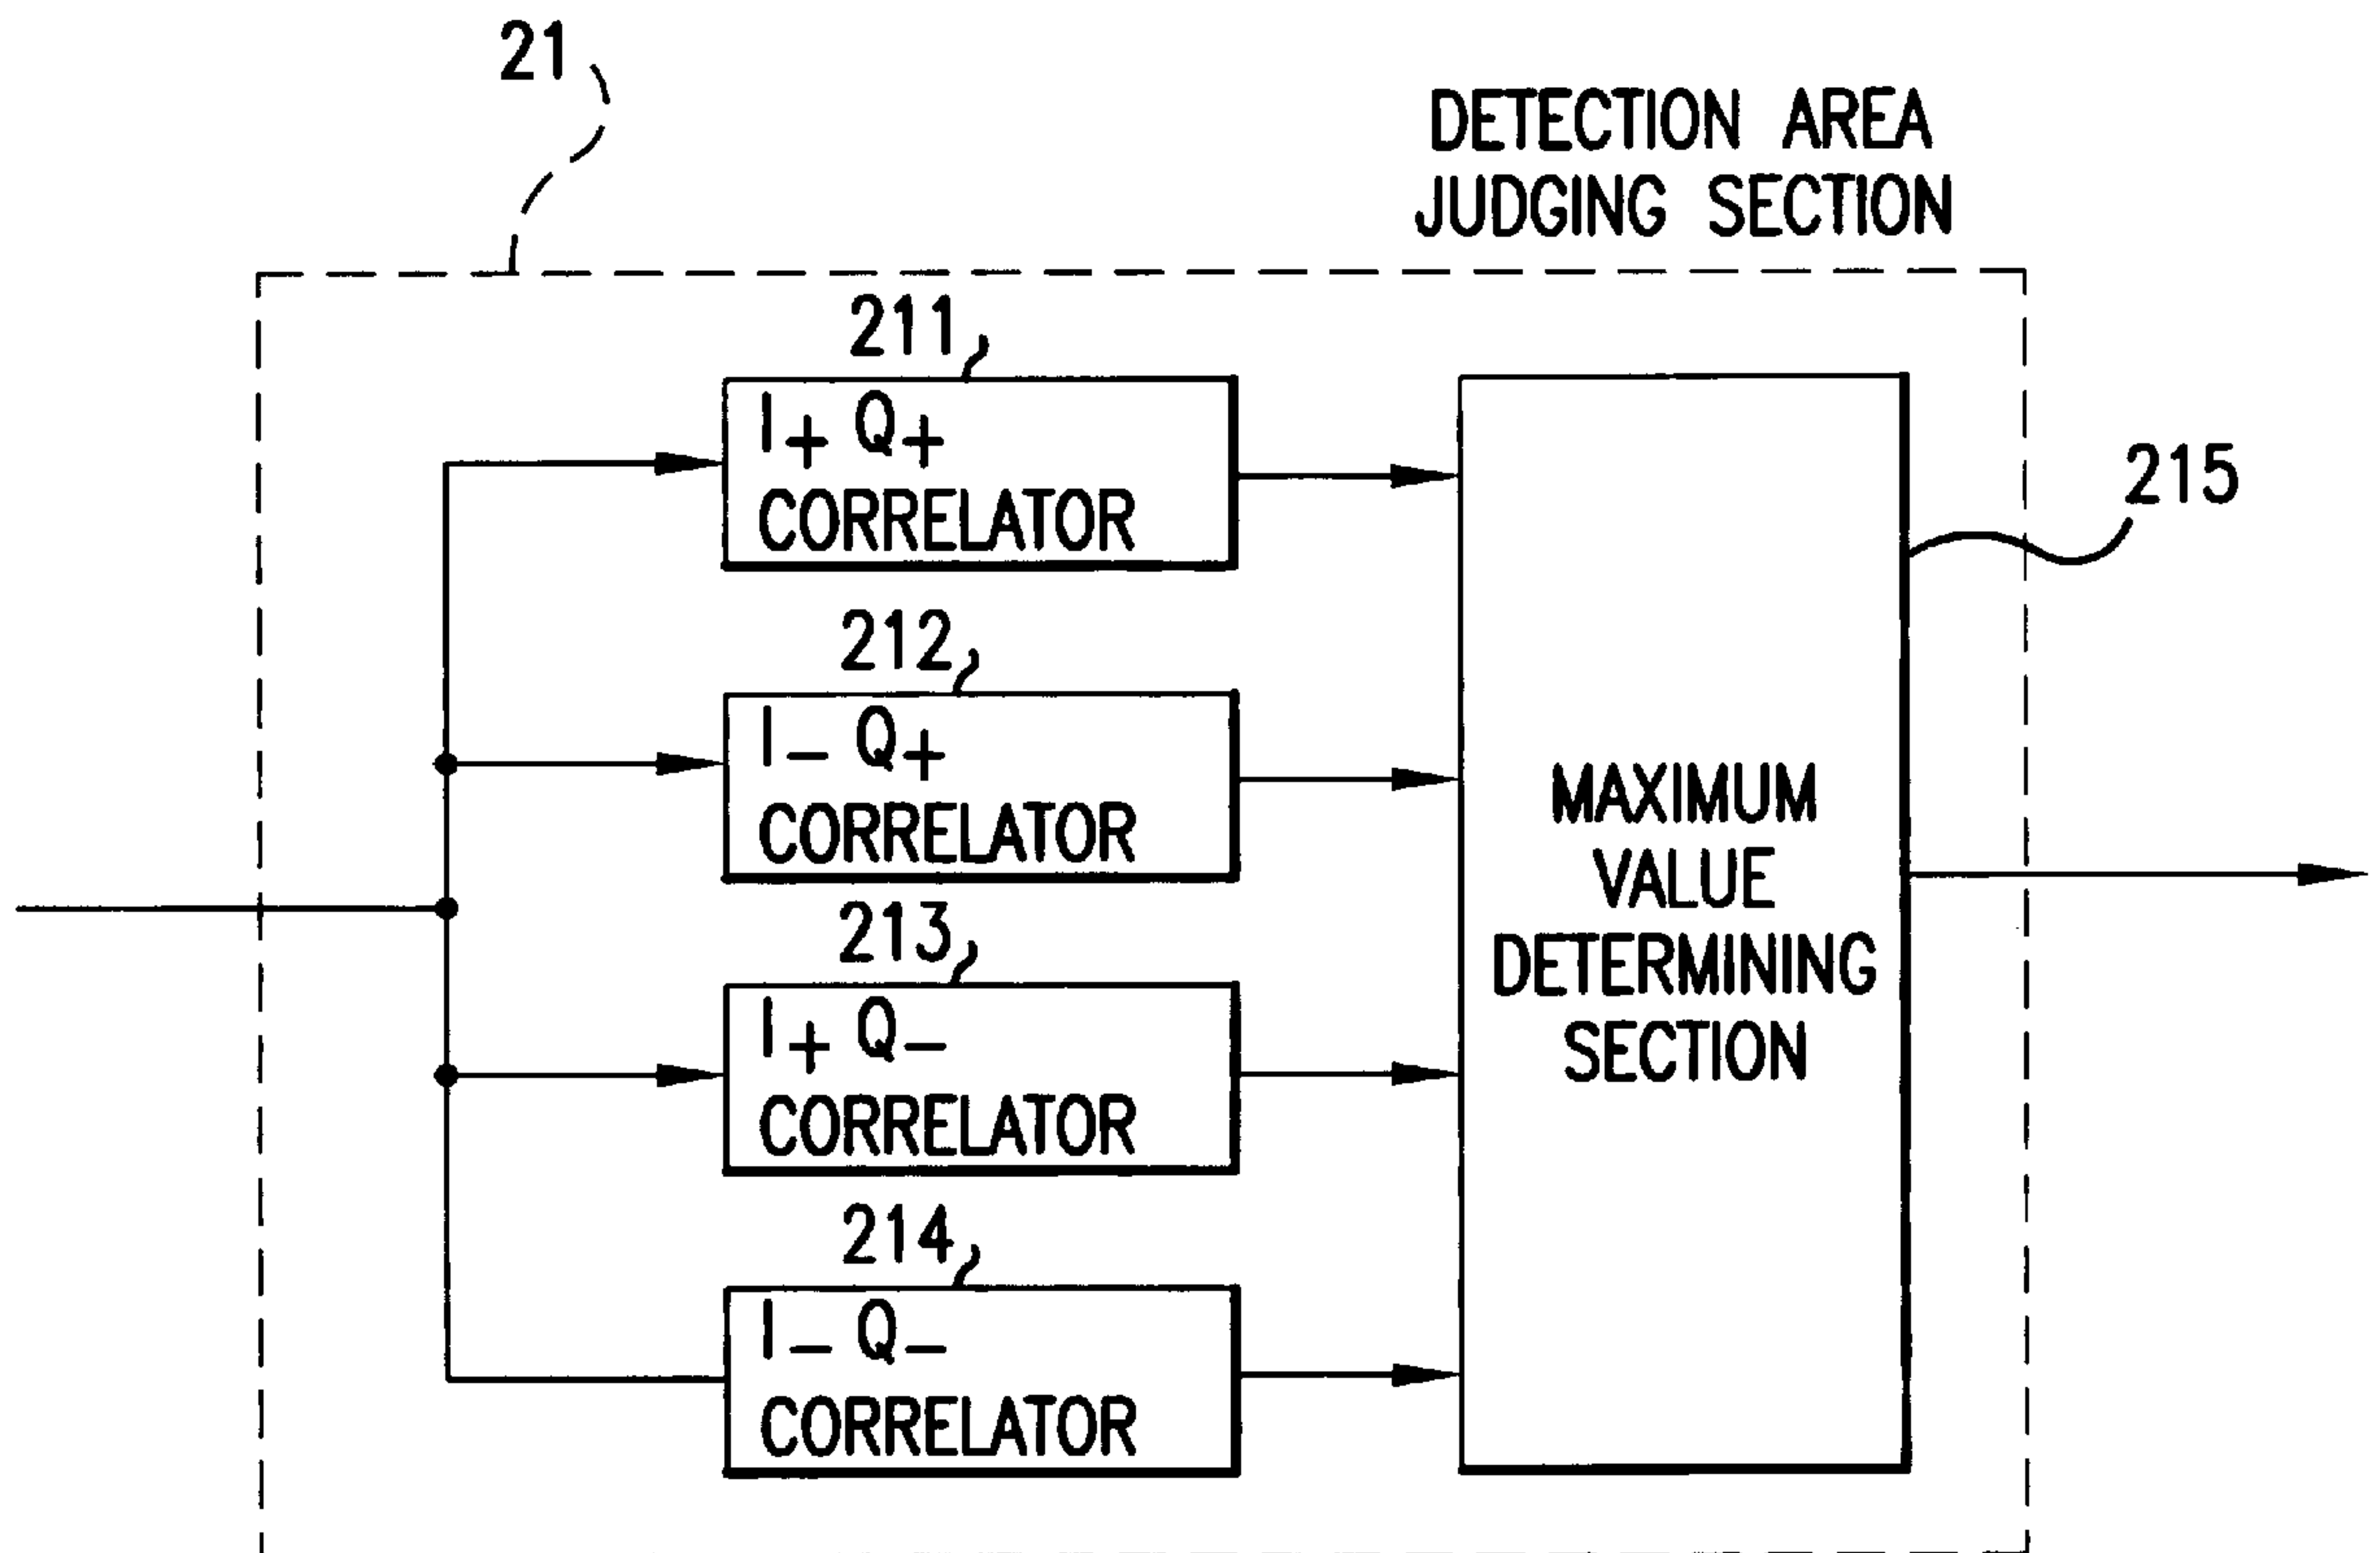 21
DETECTION AREA
JUDGING SECTION
211
I+ Q+
CORRELATOR
215
212
I- Q+
CORRELATOR
MAXIMUM
VALUE
DETERMINING
SECTION
213
I+ Q-
CORRELATOR
214
I- Q-
CORRELATOR